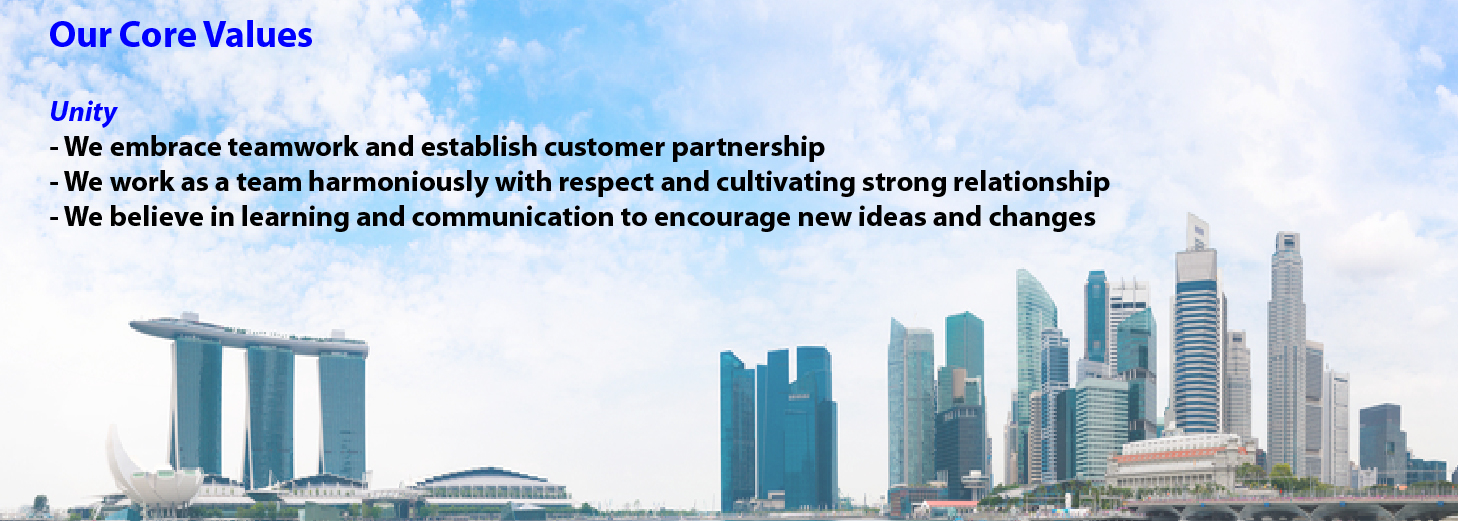 Our Core Values
Unity
- We embrace teamwork and establish customer partnership
- We work as a team harmoniously with respect and cultivating strong relationship
- We believe in learning and communication to encourage new ideas and changes